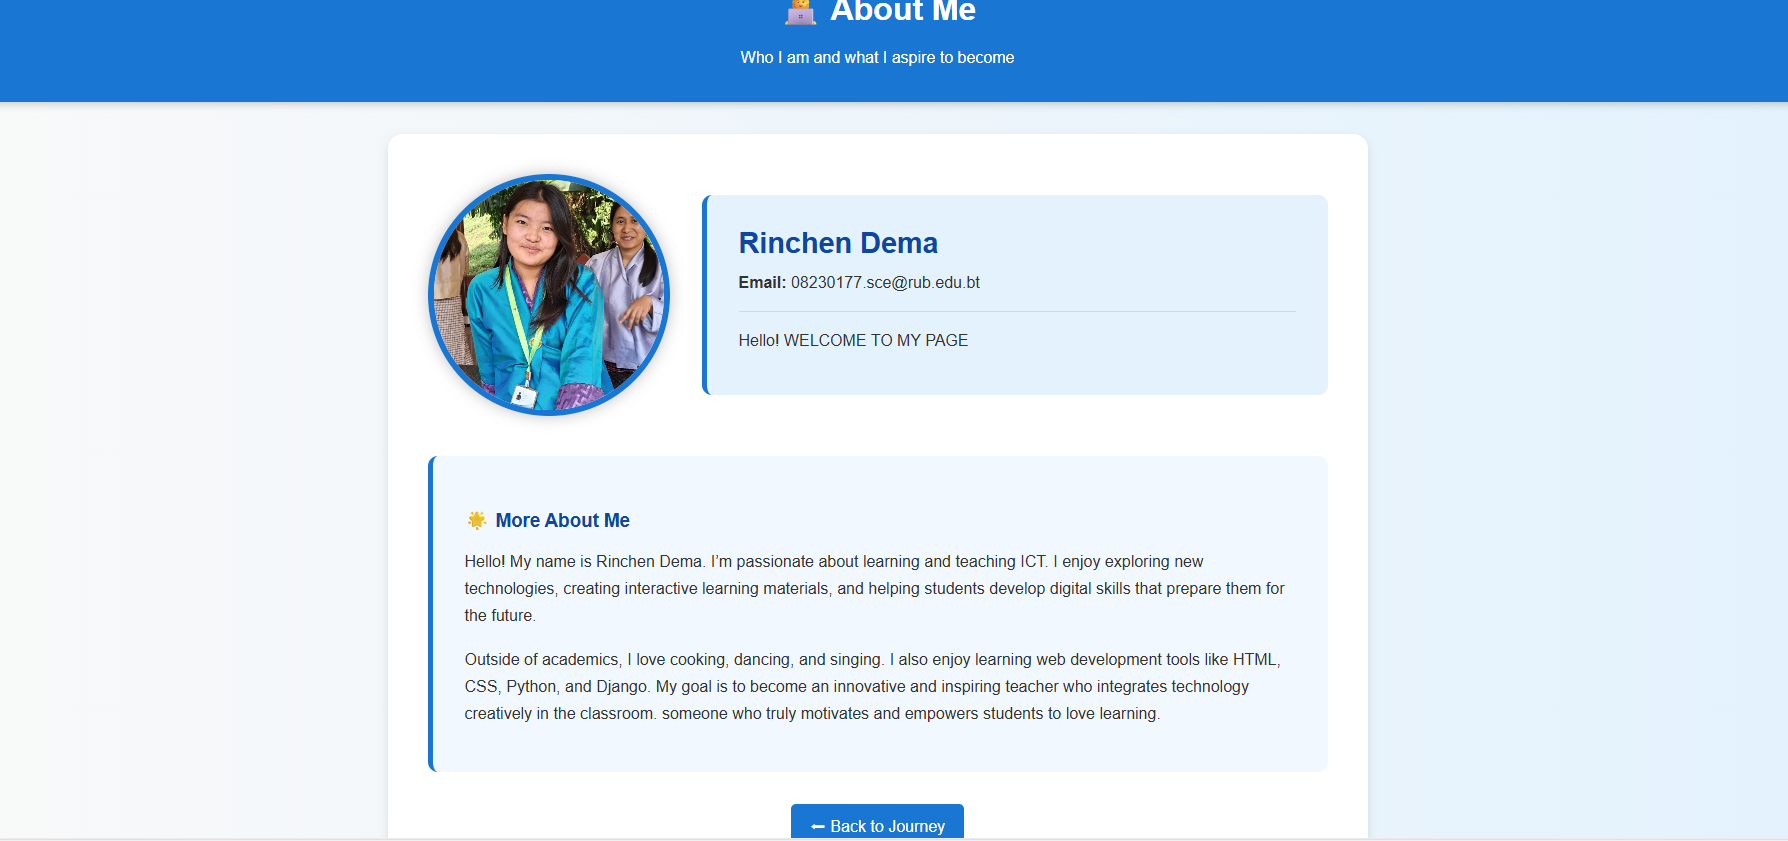 About Me
Who I am and what I aspire to become
Rinchen Dema
Email: 08230177.sce@rub.edu.bt
Hello! WELCOME TO MY PAGE
More About Me
Hello! My name is Rinchen Dema. I’m passionate about learning and teaching ICT. I enjoy exploring new
technologies, creating interactive learning materials, and helping students develop digital skills that prepare them for
the future.
Outside of academics, I love cooking, dancing, and singing. I also enjoy learning web development tools like HTML,
CSS, Python, and Django. My goal is to become an innovative and inspiring teacher who integrates technology
creatively in the classroom. someone who truly motivates and empowers students to love learning.
← Back to Journey